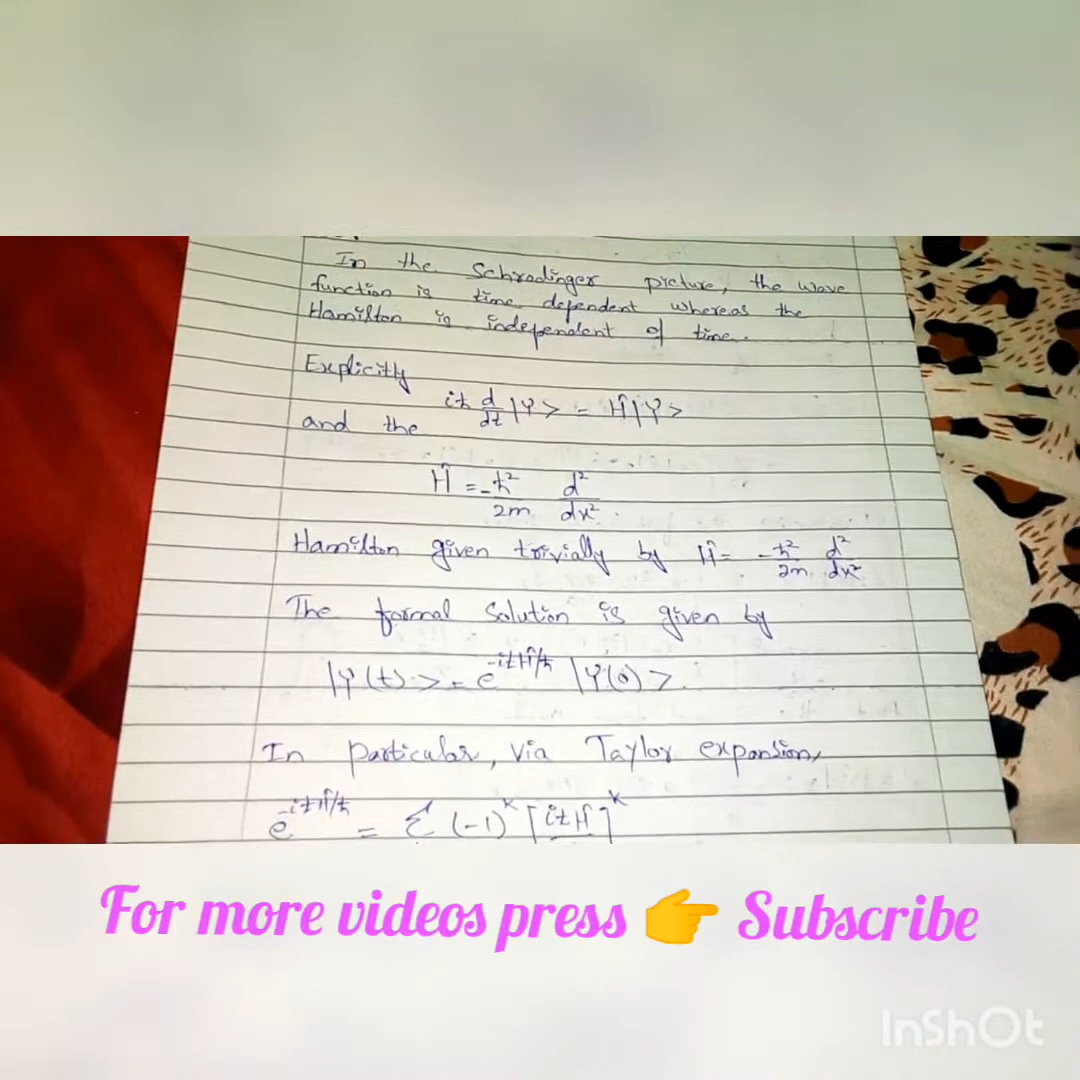 In the Schrodinger picture, the wave
function is time dependent whereas the
Hamilton is independent of time.
Explicitly
iħ d/dt |Ψ> = Ĥ|Ψ>
and the
Ĥ = -ħ²/2m d²/dx².
Hamilton given trivially by Ĥ = -ħ²/2m d²/dx²
The formal solution is given by
|Ψ(t)> = e^-itĤ/ħ |Ψ(0)>.
In particular, via Taylor expansion,
e^-itĤ/ħ = Σ (-1)^k [itĤ]^k
For more videos press 👉 Subscribe
InShOt